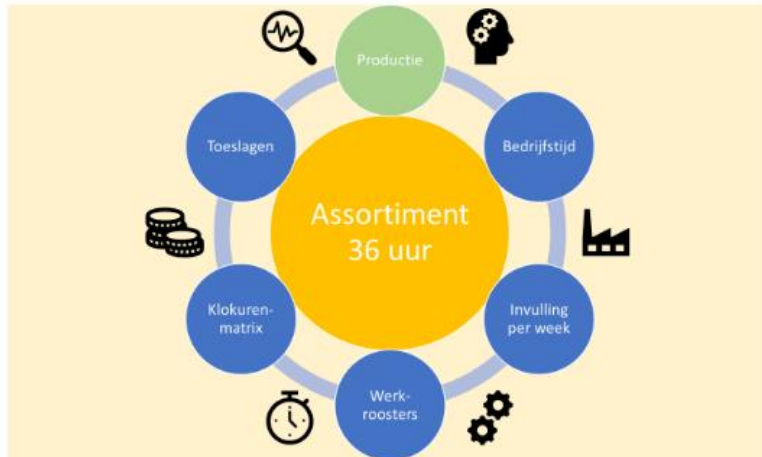 Productie
Toeslagen
Bedrijfstijd
Assortiment
36 uur
Klokuren-
matrix
Invulling
per week
Werk-
roosters